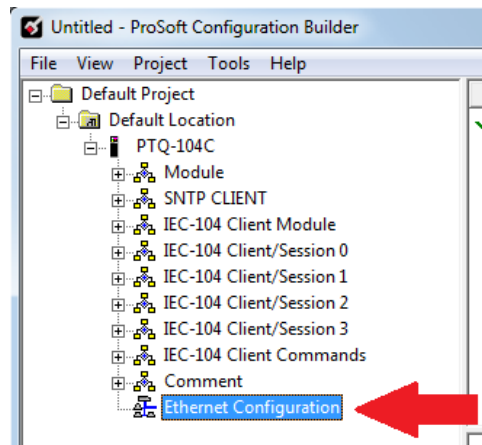 Untitled - ProSoft Configuration Builder
File View Project Tools Help
Default Project
Default Location
PTQ-104C
Module
SNTP CLIENT
IEC-104 Client Module
IEC-104 Client/Session 0
IEC-104 Client/Session 1
IEC-104 Client/Session 2
IEC-104 Client/Session 3
IEC-104 Client Commands
Comment
Ethernet Configuration